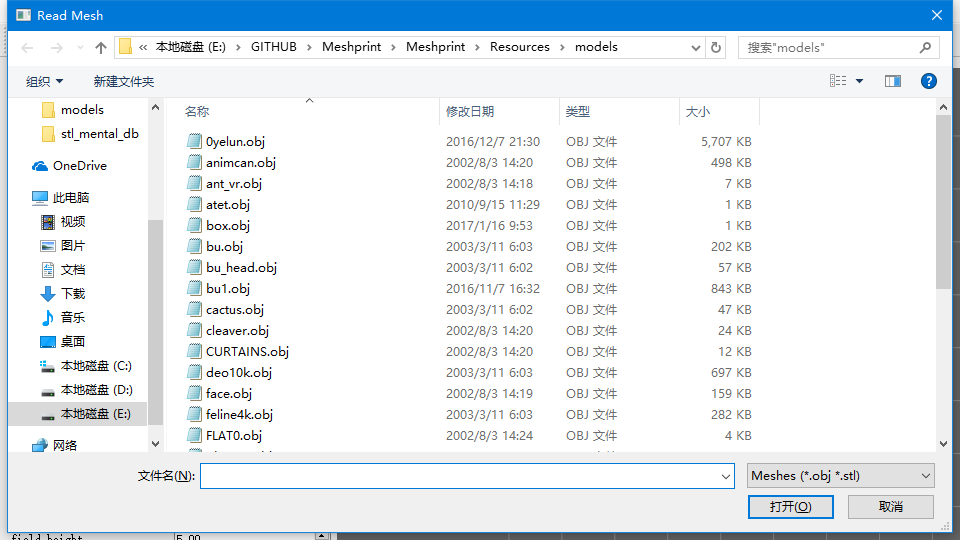 Read Mesh
« 本地磁盘 (E:) › GITHUB › Meshprint › Meshprint › Resources › models
搜索"models"
组织
新建文件夹
models
stl_mental_db
OneDrive
此电脑
视频
图片
文档
下载
音乐
桌面
本地磁盘 (C:)
本地磁盘 (D:)
本地磁盘 (E:)
网络
名称 修改日期 类型 大小
0yelun.obj 2016/12/7 21:30 OBJ 文件 5,707 KB
animcan.obj 2002/8/3 14:20 OBJ 文件 498 KB
ant_vr.obj 2002/8/3 14:18 OBJ 文件 7 KB
atet.obj 2010/9/15 11:29 OBJ 文件 1 KB
box.obj 2017/1/16 9:53 OBJ 文件 1 KB
bu.obj 2003/3/11 6:03 OBJ 文件 202 KB
bu_head.obj 2003/3/11 6:02 OBJ 文件 57 KB
bu1.obj 2016/11/7 16:32 OBJ 文件 843 KB
cactus.obj 2003/3/11 6:02 OBJ 文件 47 KB
cleaver.obj 2002/8/3 14:20 OBJ 文件 24 KB
CURTAINS.obj 2002/8/3 14:20 OBJ 文件 12 KB
deo10k.obj 2003/3/11 6:03 OBJ 文件 697 KB
face.obj 2002/8/3 14:19 OBJ 文件 159 KB
feline4k.obj 2003/3/11 6:03 OBJ 文件 282 KB
FLAT0.obj 2002/8/3 14:24 OBJ 文件 4 KB
文件名(N):
Meshes (*.obj *.stl)
打开(O)
取消
field height 5.00